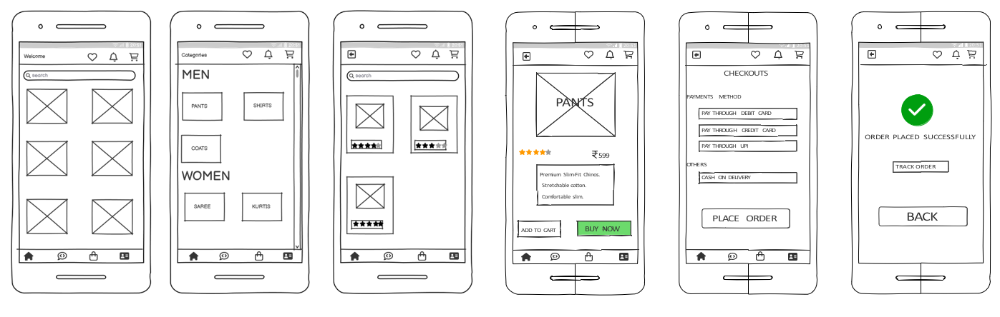 Welcome
search
Categories
MEN
PANTS
SHIRTS
COATS
WOMEN
SAREE
KURTIS
search
PANTS
₹ 599
Premium Slim-Fit Chinos.
Stretchable cotton.
Comfortable slim.
ADD TO CART
BUY NOW
CHECKOUTS
PAYMENTS METHOD
PAY THROUGH DEBIT CARD
PAY THROUGH CREDIT CARD
PAY THROUGH UPI
OTHERS
CASH ON DELIVERY
PLACE ORDER
ORDER PLACED SUCCESSFULLY
TRACK ORDER
BACK